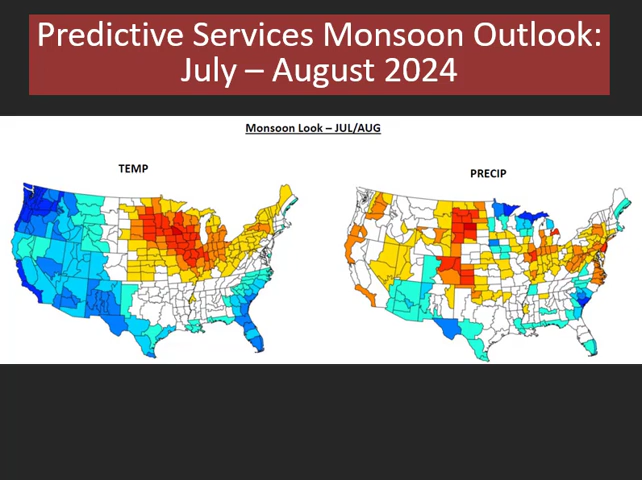 Predictive Services Monsoon Outlook:
July – August 2024
Monsoon Look – JUL/AUG
TEMP
PRECIP